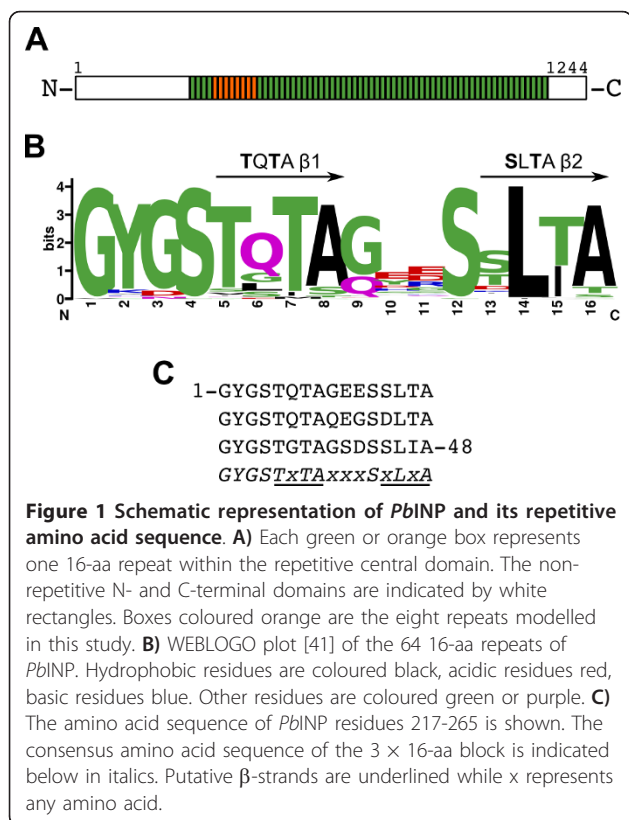 A
1 1244
N- -C
B
TQTA β1 SLTA β2
4
3
2
1
0
bits
GYGSTQTAG SSLTA
N 1 2 3 4 5 6 7 8 9 10 11 12 13 14 15 16 C
C
1-GYGSTQTAGEESSLTA
GYGSTQTAQEGSDLTA
GYGSTGTAGSDSSLIA-48
GYGSTxTAxxxSxLxA
Figure 1 Schematic representation of PbINP and its repetitive
amino acid sequence. A) Each green or orange box represents
one 16-aa repeat within the repetitive central domain. The non-
repetitive N- and C-terminal domains are indicated by white
rectangles. Boxes coloured orange are the eight repeats modelled
in this study. B) WEBLOGO plot [41] of the 64 16-aa repeats of
PbINP. Hydrophobic residues are coloured black, acidic residues red,
basic residues blue. Other residues are coloured green or purple. C)
The amino acid sequence of PbINP residues 217-265 is shown. The
consensus amino acid sequence of the 3 × 16-aa block is indicated
below in italics. Putative β-strands are underlined while x represents
any amino acid.